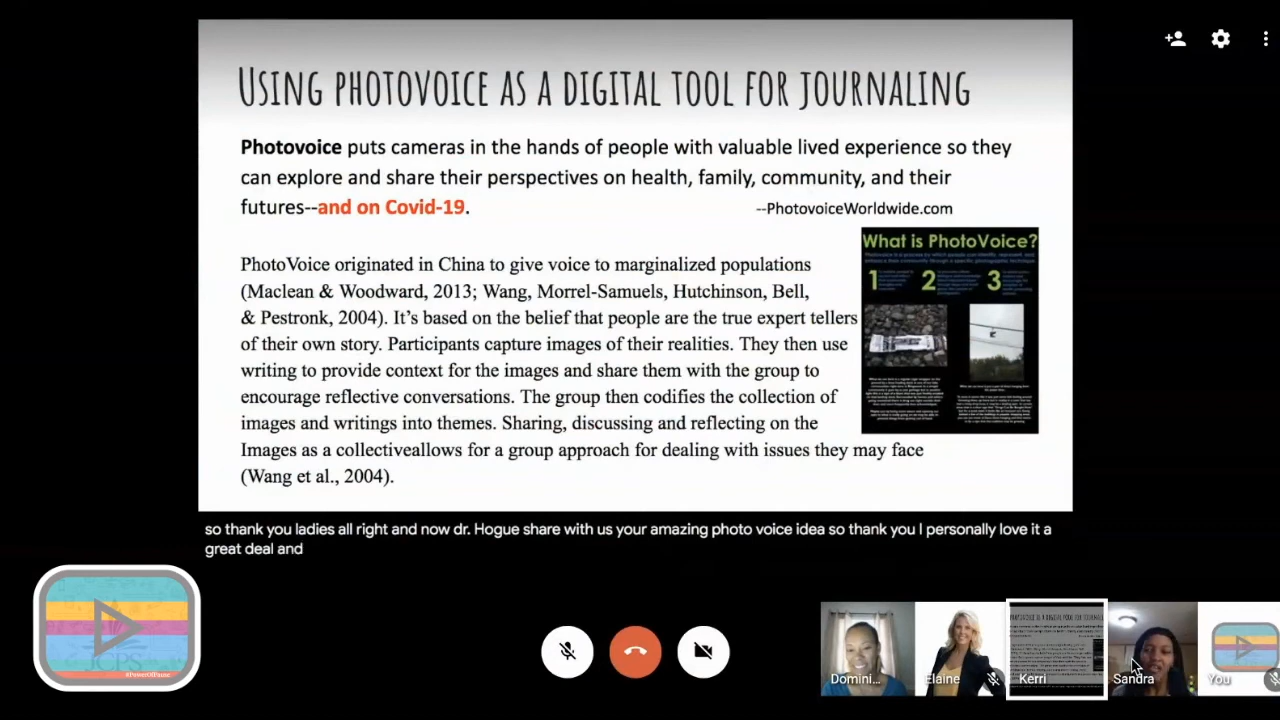 USING PHOTOVOICE AS A DIGITAL TOOL FOR JOURNALING
Photovoice puts cameras in the hands of people with valuable lived experience so they
can explore and share their perspectives on health, family, community, and their
futures--and on Covid-19.
--PhotovoiceWorldwide.com
PhotoVoice originated in China to give voice to marginalized populations
(Maclean & Woodward, 2013; Wang, Morrel-Samuels, Hutchinson, Bell,
& Pestronk, 2004). It’s based on the belief that people are the true expert tellers
of their own story. Participants capture images of their realities. They then use
writing to provide context for the images and share them with the group to
encourage reflective conversations. The group then codifies the collection of
images and writings into themes. Sharing, discussing and reflecting on the
Images as a collectiveallows for a group approach for dealing with issues they may face
(Wang et al., 2004).
What is PhotoVoice?
1 2 3
so thank you ladies all right and now dr. Hogue share with us your amazing photo voice idea so thank you I personally love it a
great deal and
JCPS
#PowerOfPause
Domini...
Elaine
Kerri
Sandra
You